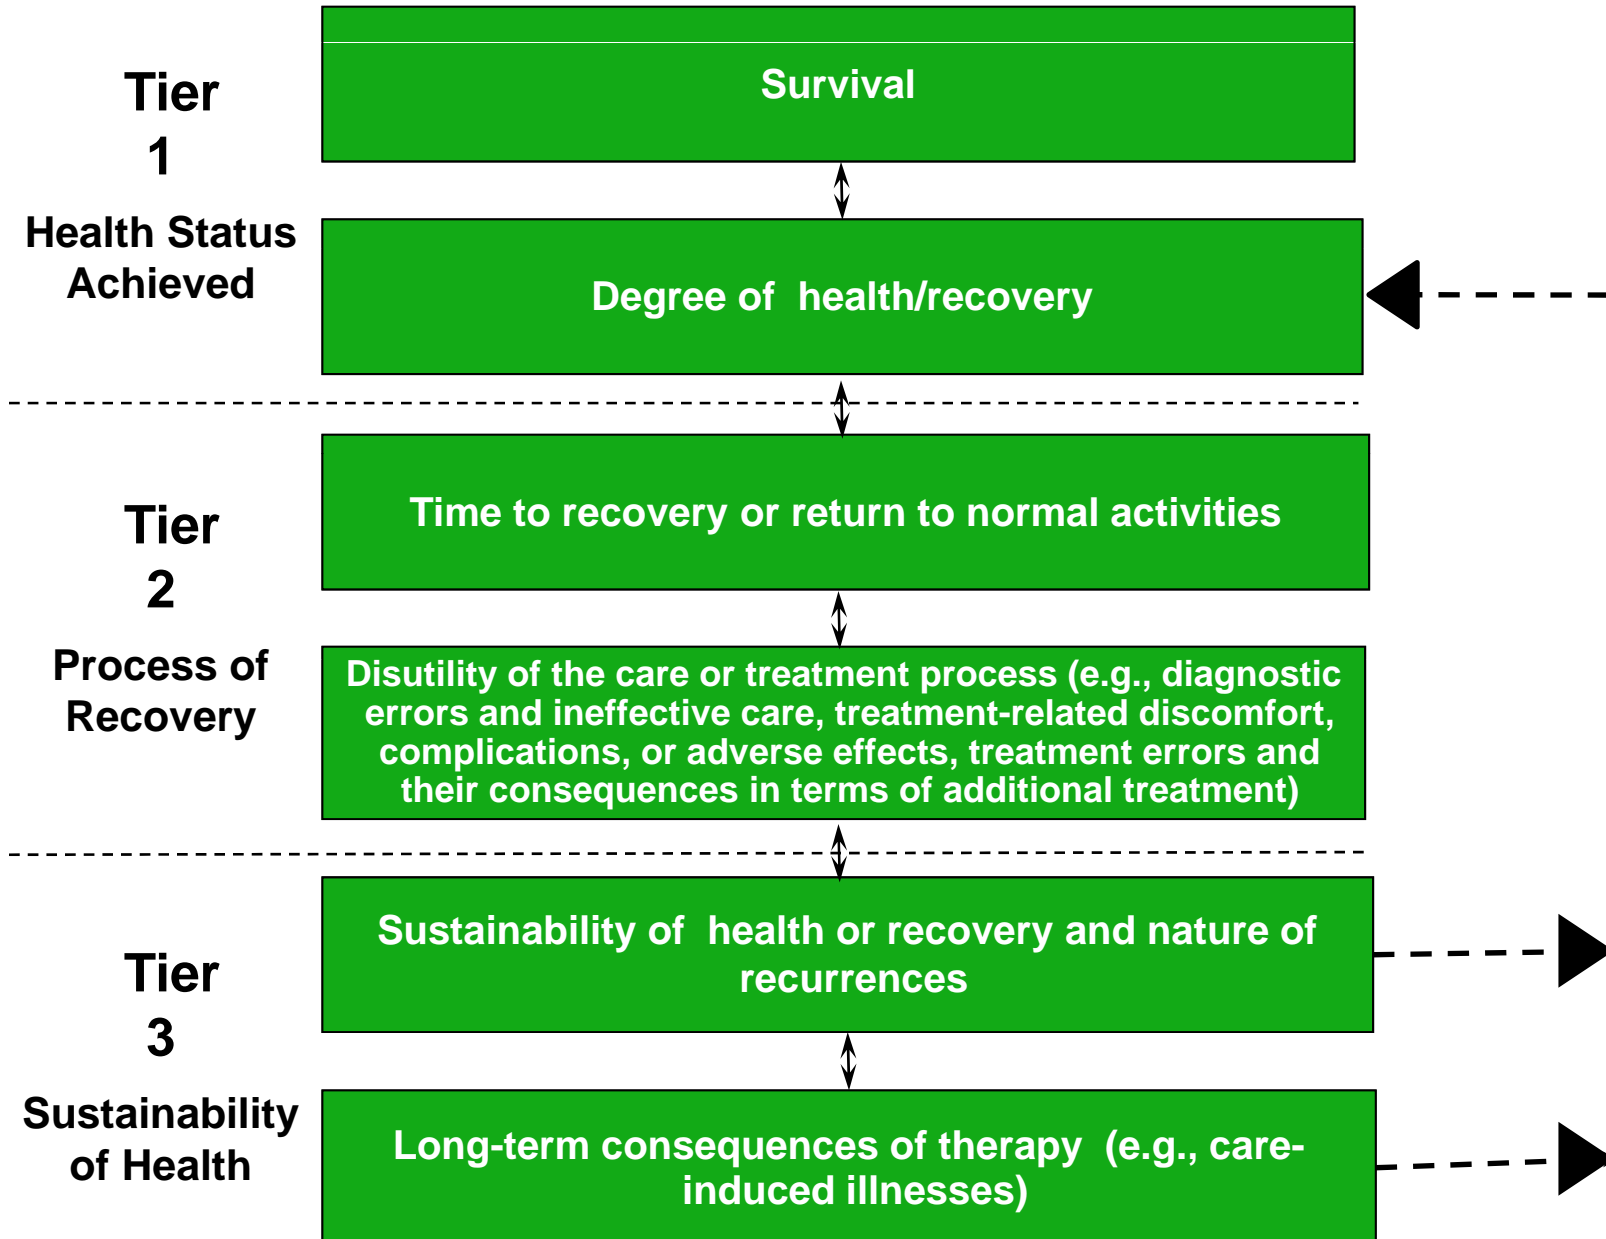 Tier
1
Health Status
Achieved
Survival
Degree of  health/recovery
Tier
2
Process of
Recovery
Time to recovery or return to normal activities
Disutility of the care or treatment process (e.g., diagnostic
errors and ineffective care, treatment-related discomfort,
complications, or adverse effects, treatment errors and
their consequences in terms of additional treatment)
Tier
3
Sustainability
of Health
Sustainability of  health or recovery and nature of
recurrences
Long-term consequences of therapy  (e.g., care-
induced illnesses)